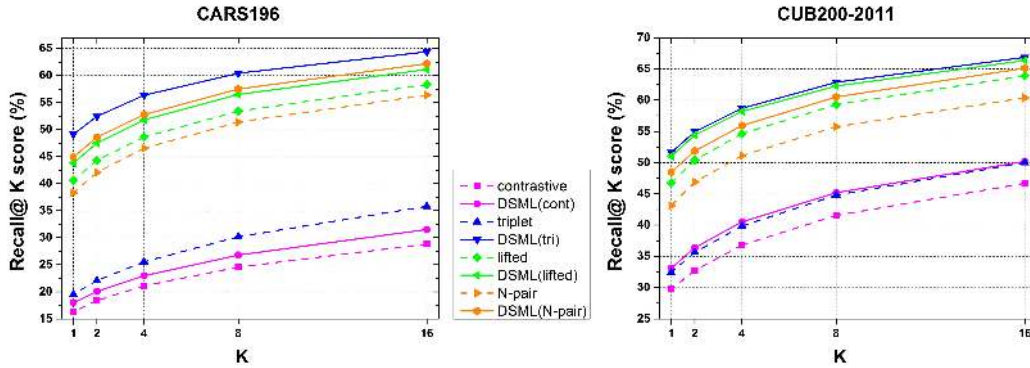 CARS196
CUB200-2011
Recall@ K score (%)
65
60
55
50
45
40
35
30
25
20
15
1 2 4 8 16
K
contrastive
DSML(cont)
triplet
DSML(tri)
lifted
DSML(lifted)
N-pair
DSML(N-pair)
Recall@ K score (%)
70
65
60
55
50
45
40
35
30
25
1 2 4 8 16
K